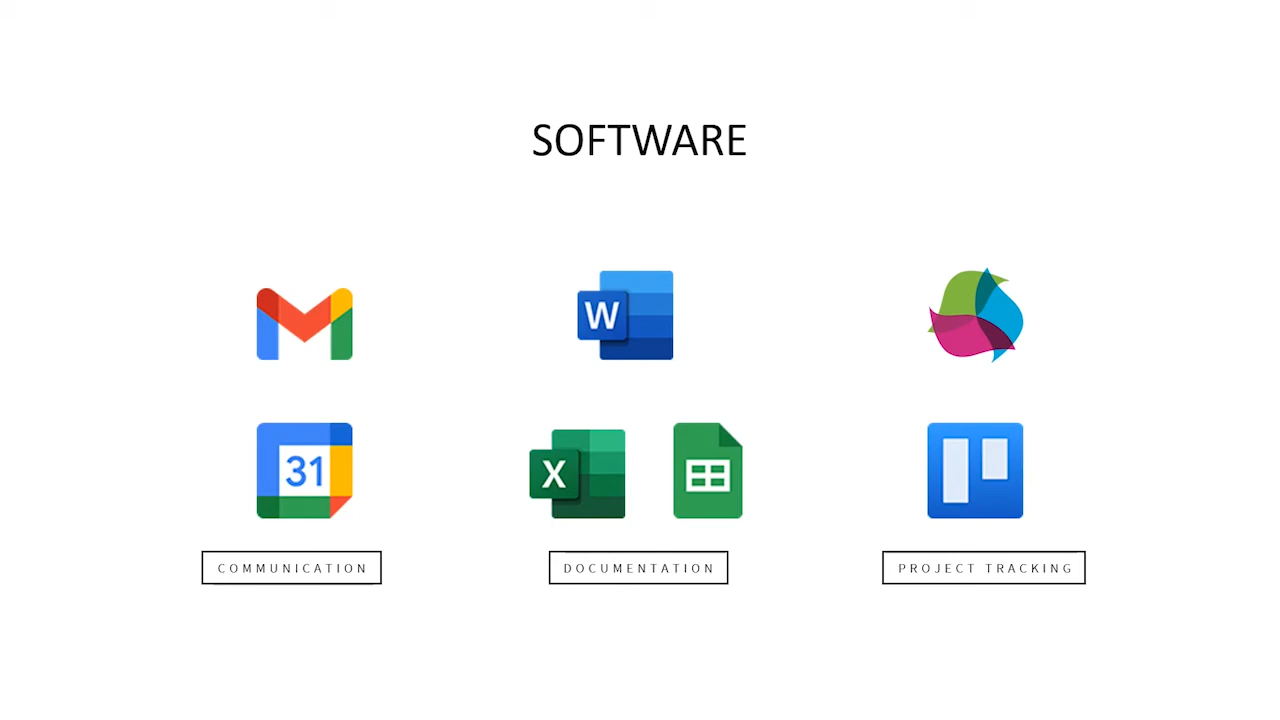 SOFTWARE
W
31
X
COMMUNICATION
DOCUMENTATION
PROJECT TRACKING